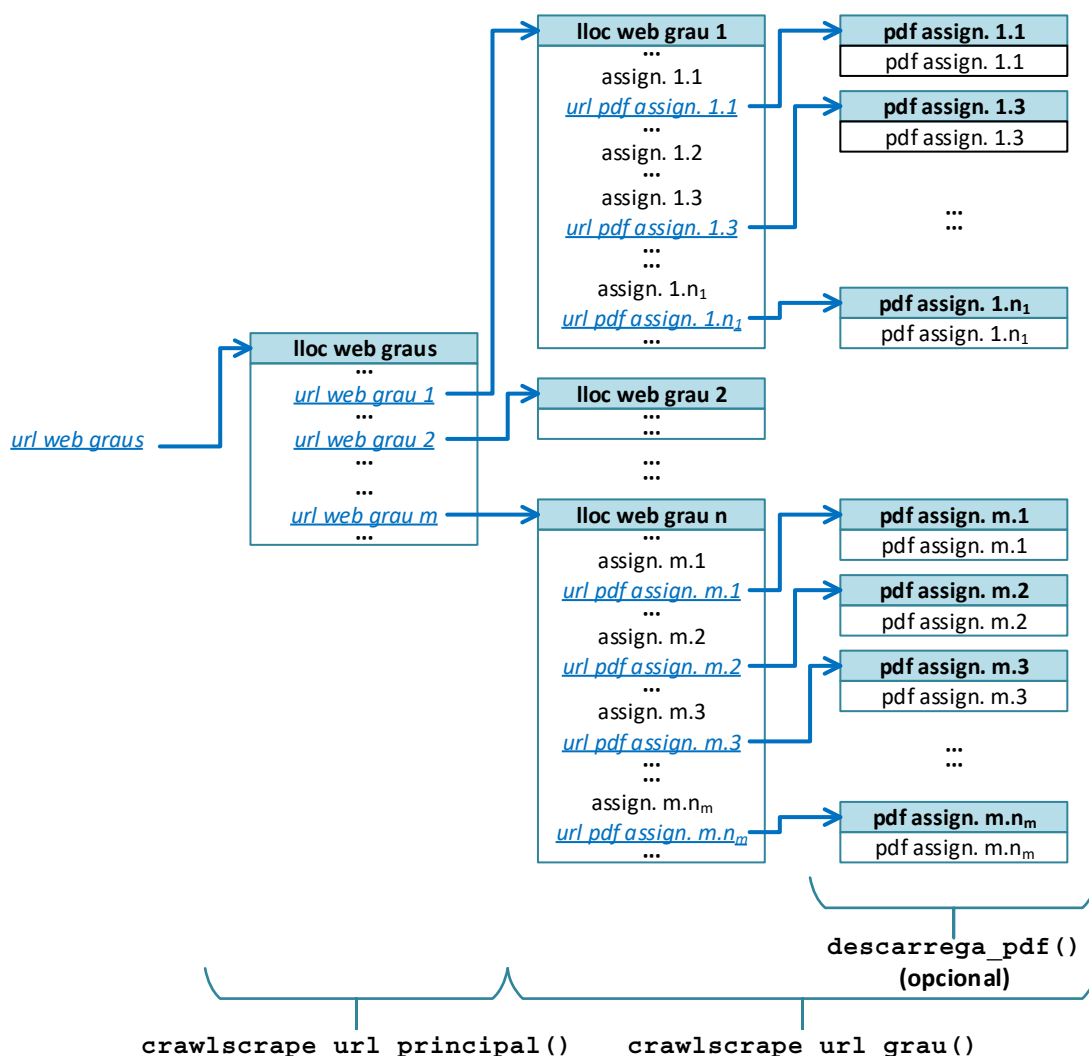 url web graus
lloc web graus
...
url web grau 1
...
url web grau 2
...
...
url web grau m
...
lloc web grau 1
...
assign. 1.1
url pdf assign. 1.1
...
assign. 1.2
...
assign. 1.3
url pdf assign. 1.3
...
...
assign. 1.n₁
url pdf assign. 1.n₁
...
lloc web grau 2
...
...
...
...
lloc web grau n
...
assign. m.1
url pdf assign. m.1
...
assign. m.2
url pdf assign. m.2
...
assign. m.3
url pdf assign. m.3
...
...
assign. m.nₘ
url pdf assign. m.nₘ
...
pdf assign. 1.1
pdf assign. 1.1
pdf assign. 1.3
pdf assign. 1.3
...
...
pdf assign. 1.n₁
pdf assign. 1.n₁
pdf assign. m.1
pdf assign. m.1
pdf assign. m.2
pdf assign. m.2
pdf assign. m.3
pdf assign. m.3
...
...
pdf assign. m.nₘ
pdf assign. m.nₘ
descarrega_pdf()
(opcional)
crawlscrape url principal()
crawlscrape url grau()